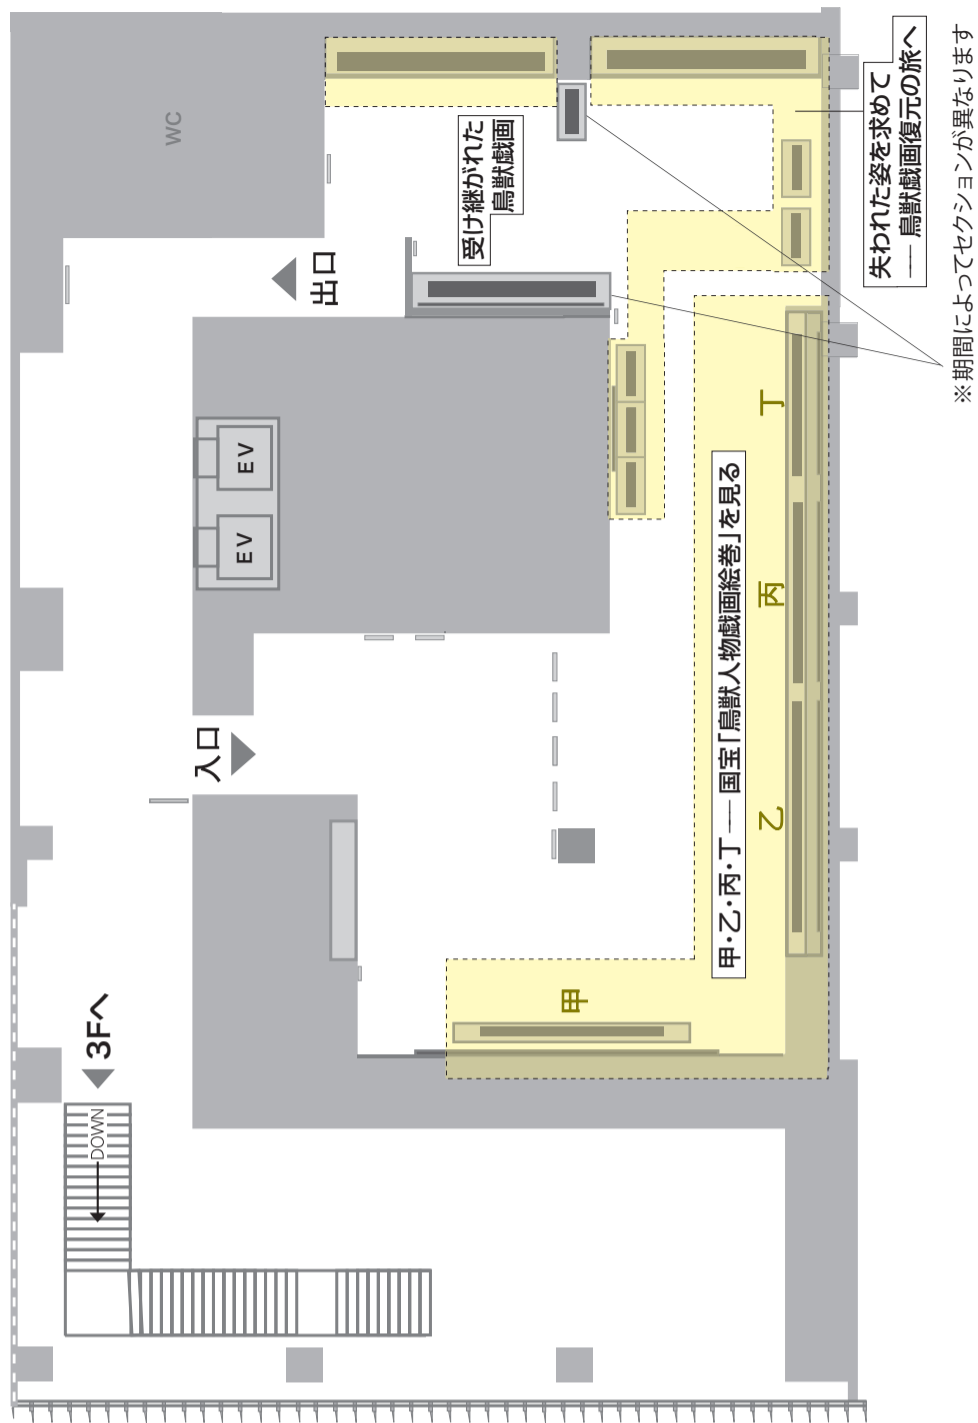 WC
出口
EV
EV
入口
3Fへ
DOWN
受け継がれた
鳥獣戯画
失われた姿を求めて
── 鳥獣戯画復元の旅へ
※期間によってセクションが異なります
甲・乙・丙・丁 ── 国宝「鳥獣人物戯画絵巻」を見る
甲
乙
丙
丁